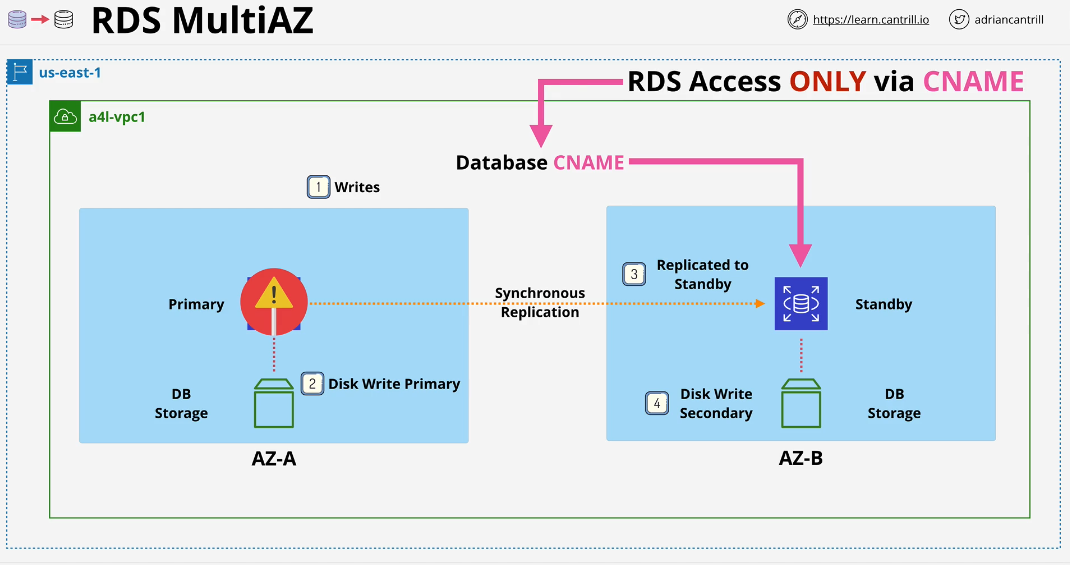 RDS MultiAZ
https://learn.cantrill.io
adriancantrill
us-east-1
RDS Access ONLY via CNAME
a4l-vpc1
Database CNAME
1 Writes
Primary
!
Synchronous
Replication
3 Replicated to
Standby
Standby
2 Disk Write Primary
DB
Storage
4 Disk Write
Secondary
DB
Storage
AZ-A
AZ-B